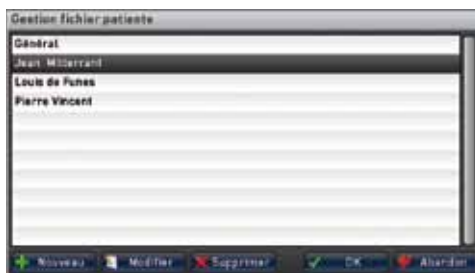 Gestion fichier patients
Général
Jean Mitterrant
Louis de Funes
Pierre Vincent
Nouveau Modifier Supprimer OK Abandon